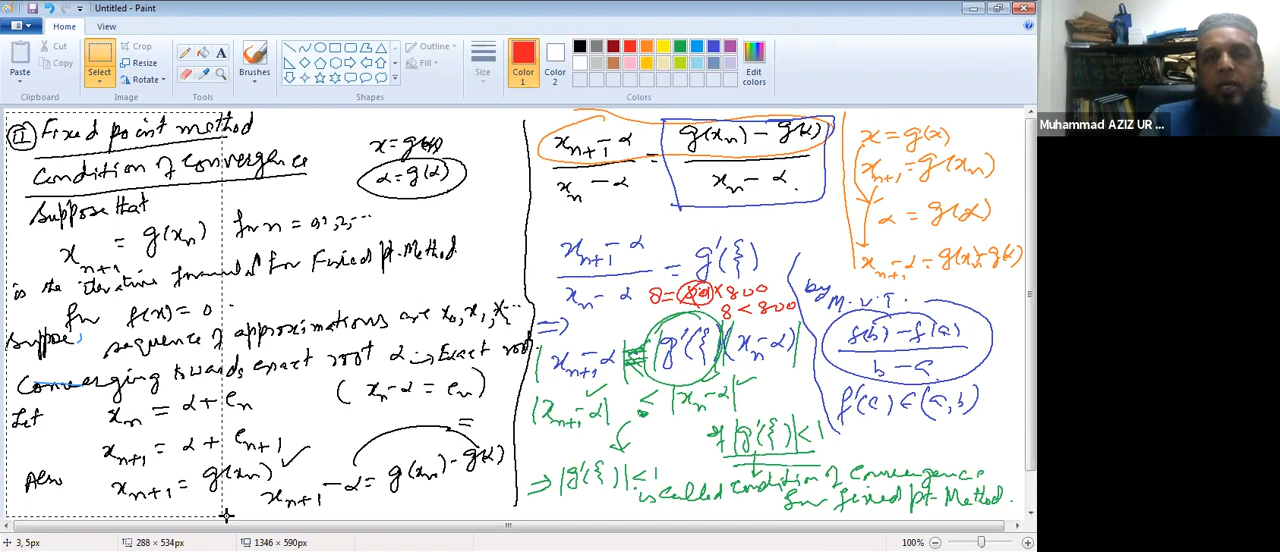 Untitled - Paint
Home View
Paste
Cut
Copy
Clipboard
Select
Crop
Resize
Rotate
Image
Tools
Brushes
Shapes
Outline
Fill
Size
Color 1
Color 2
Edit colors
Colors
Muhammad AZIZ UR ...
II Fixed point method
Condition of Convergence
x = g(x)
α = g(α)
Suppose that
x_{n+1} = g(x_n) for n = 0,1,2,...
is the iterative formula for Fixed pt. Method
for f(x) = 0.
Suppose, sequence of approximations are x_0, x_1, x_2...
Converging towards exact root α → Exact root
Let x_n = α + e_n (x_n - α = e_n)
x_{n+1} = α + e_{n+1} =
Also x_{n+1} = g(x_n) ✓
x_{n+1} - α = g(x_n) - g(α)
(x_{n+1} - α)/(x_n - α) = (g(x_n) - g(α))/(x_n - α).
(x_{n+1} - α)/(x_n - α) = g'(ξ)
8 = × 800
8 < 800
⇒
|x_{n+1} - α| = |g'(ξ)| |(x_n - α)|
|x_{n+1} - α| < |x_n - α|
if |g'(ξ)| < 1
⇒ |g'(ξ)| < 1 is called condition of convergence
for fixed pt. Method.
x = g(x)
x_{n+1} = g(x_n)
α = g(α)
x_{n+1} - α = g(x_n) - g(α)
by M.V.T.
(f(b) - f(a))/(b - a)
f'(c) ∈ (a, b)
3, 5px
288 × 534px
1346 × 590px
100%